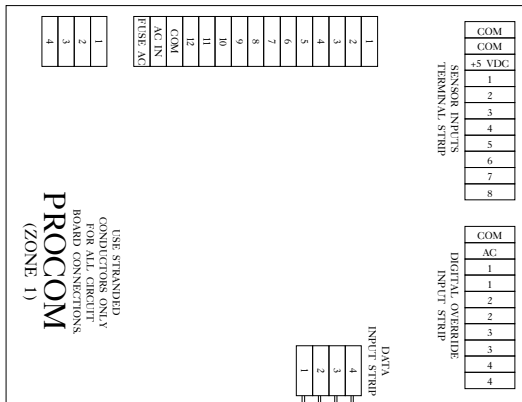 4
3
2
1
FUSE AC
AC IN
COM
12
11
10
9
8
7
6
5
4
3
2
1
COM
COM
+5 VDC
1
2
3
4
5
6
7
8
SENSOR INPUTS
TERMINAL STRIP
COM
AC
1
1
2
2
3
3
4
4
DIGITAL OVERRIDE
INPUT STRIP
USE STRANDED
CONDUCTORS ONLY
FOR ALL CIRCUIT
BOARD CONNECTIONS.
PROCOM
(ZONE 1)
DATA
INPUT STRIP
1
2
3
4